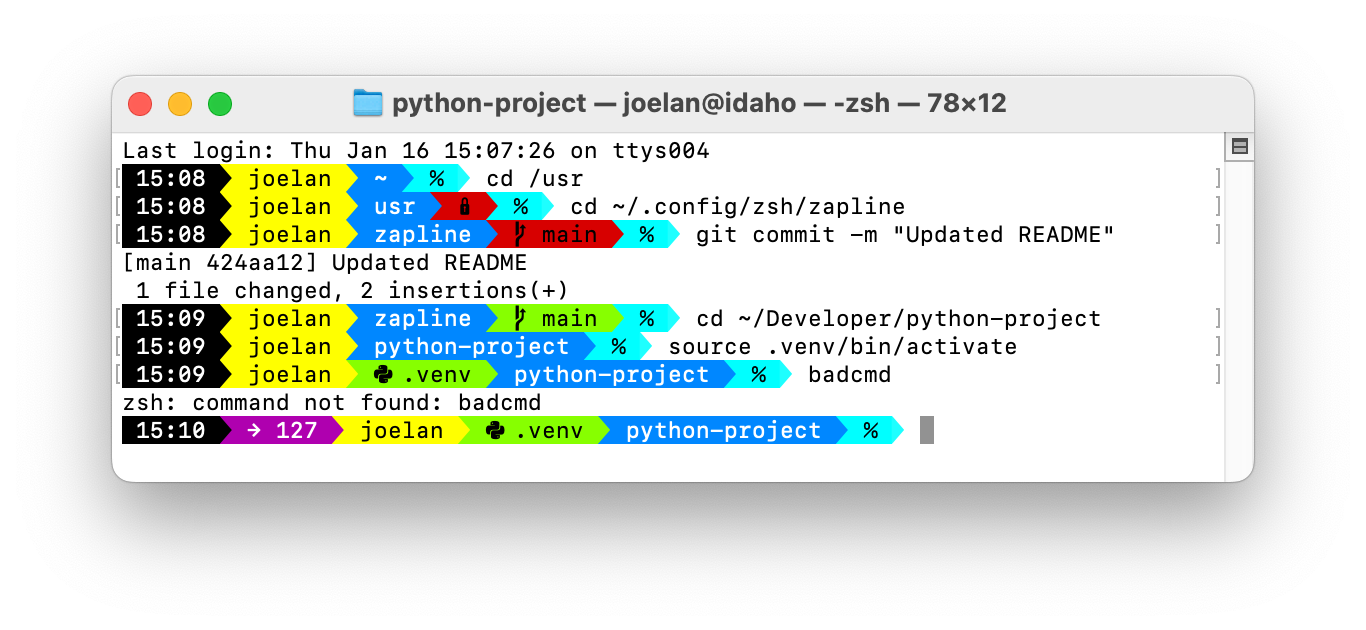 python-project — joelan@idaho — -zsh — 78×12
Last login: Thu Jan 16 15:07:26 on ttys004
15:08 joelan ~ % cd /usr
15:08 joelan usr % cd ~/.config/zsh/zapline
15:08 joelan zapline main % git commit -m "Updated README"
[main 424aa12] Updated README
1 file changed, 2 insertions(+)
15:09 joelan zapline main % cd ~/Developer/python-project
15:09 joelan python-project % source .venv/bin/activate
15:09 joelan .venv python-project % badcmd
zsh: command not found: badcmd
15:10 → 127 joelan .venv python-project %